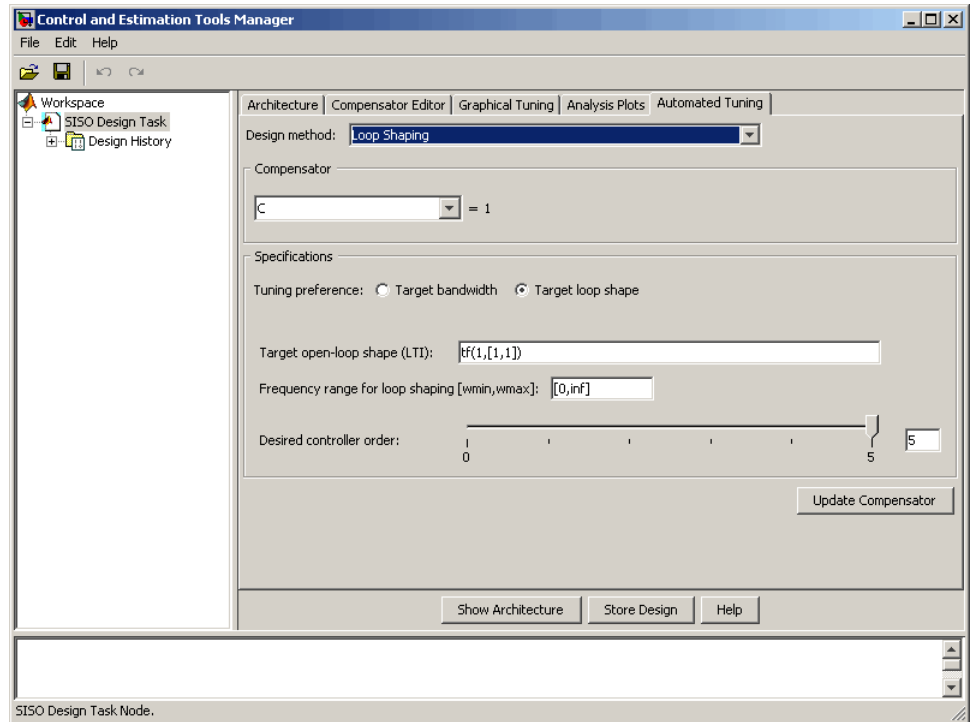 Control and Estimation Tools Manager
File Edit Help
Workspace
SISO Design Task
Design History
Architecture Compensator Editor Graphical Tuning Analysis Plots Automated Tuning
Design method: Loop Shaping
Compensator
C = 1
Specifications
Tuning preference: Target bandwidth Target loop shape
Target open-loop shape (LTI): tf(1,[1,1])
Frequency range for loop shaping [wmin,wmax]: [0,inf]
Desired controller order: 5
0 5
Update Compensator
Show Architecture Store Design Help
SISO Design Task Node.